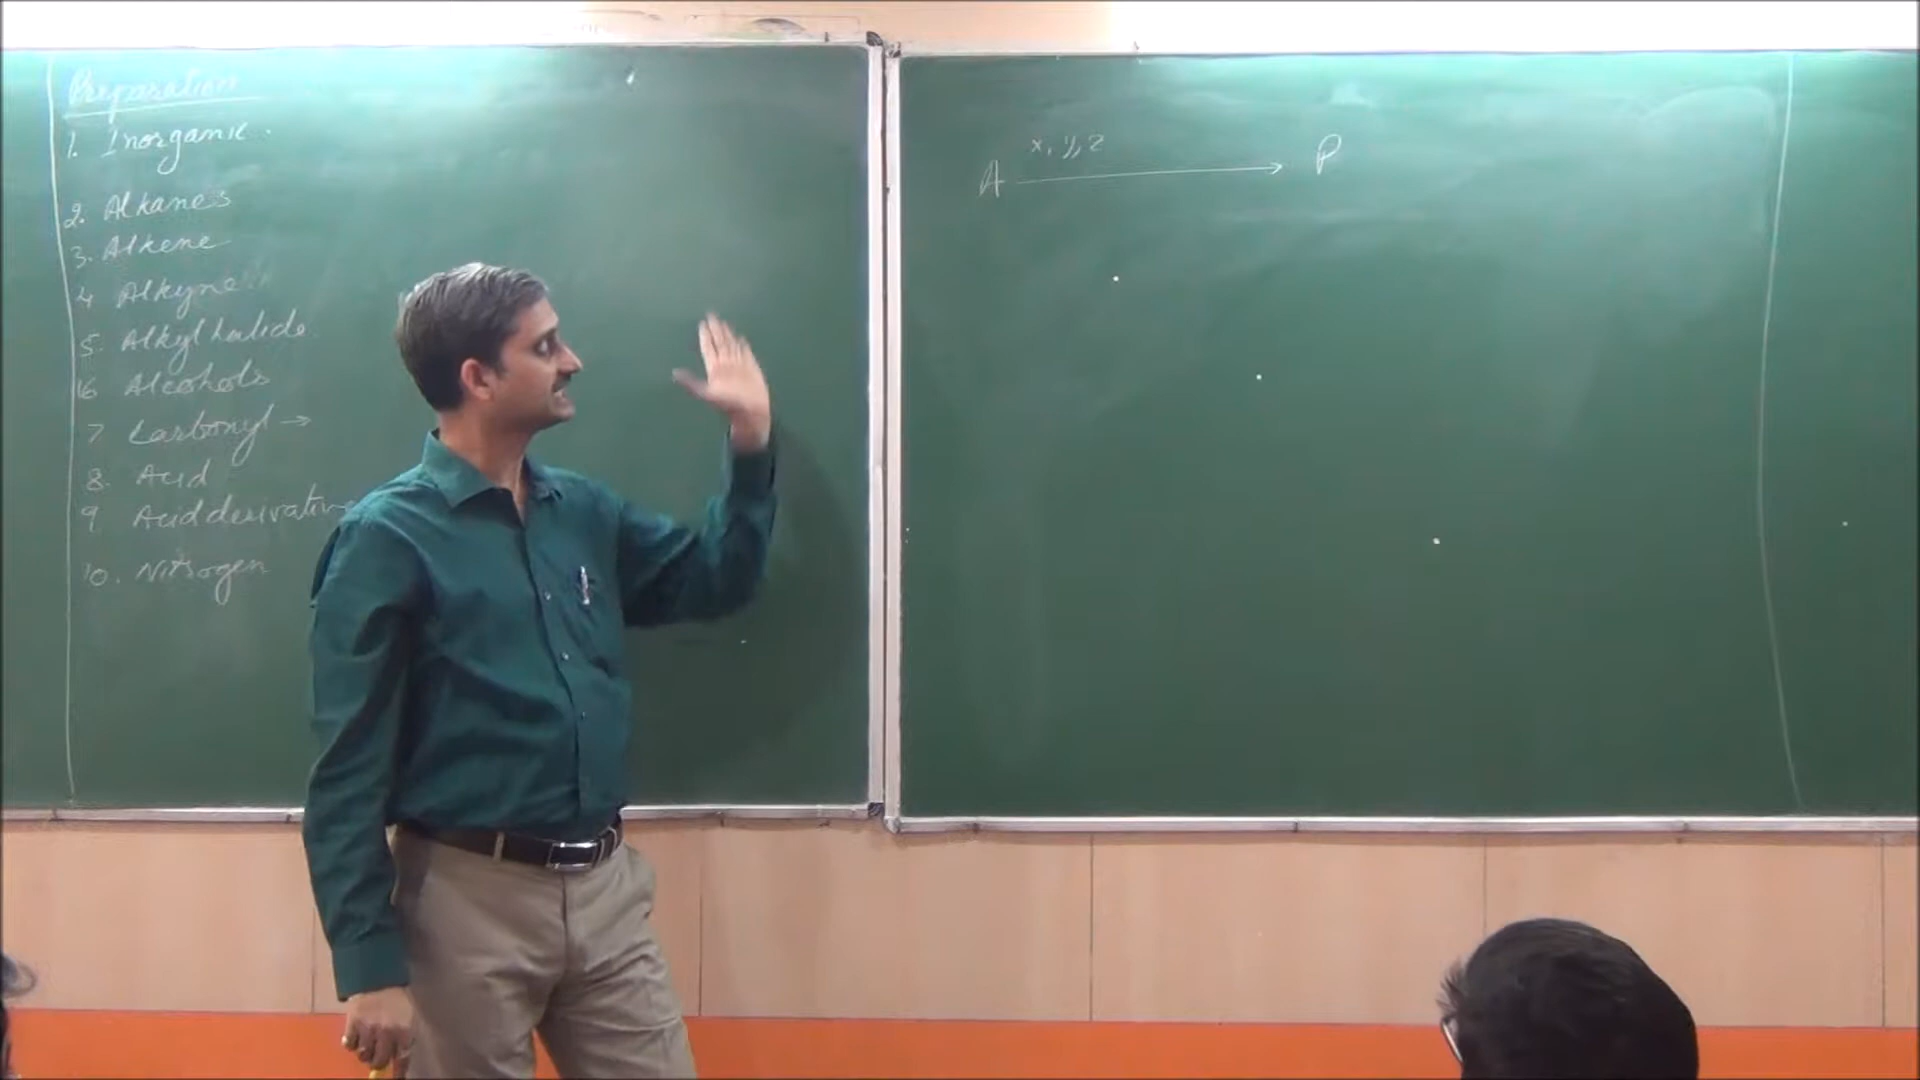 Preparation
1. Inorganic.
2. Alkanes
3. Alkene
4 Alkyne
5. Alkyl halide
6 Alcohols
7 Carbonyl →
8. Acid
9 Acid derivative
10. Nitrogen
x, y, z
A → P